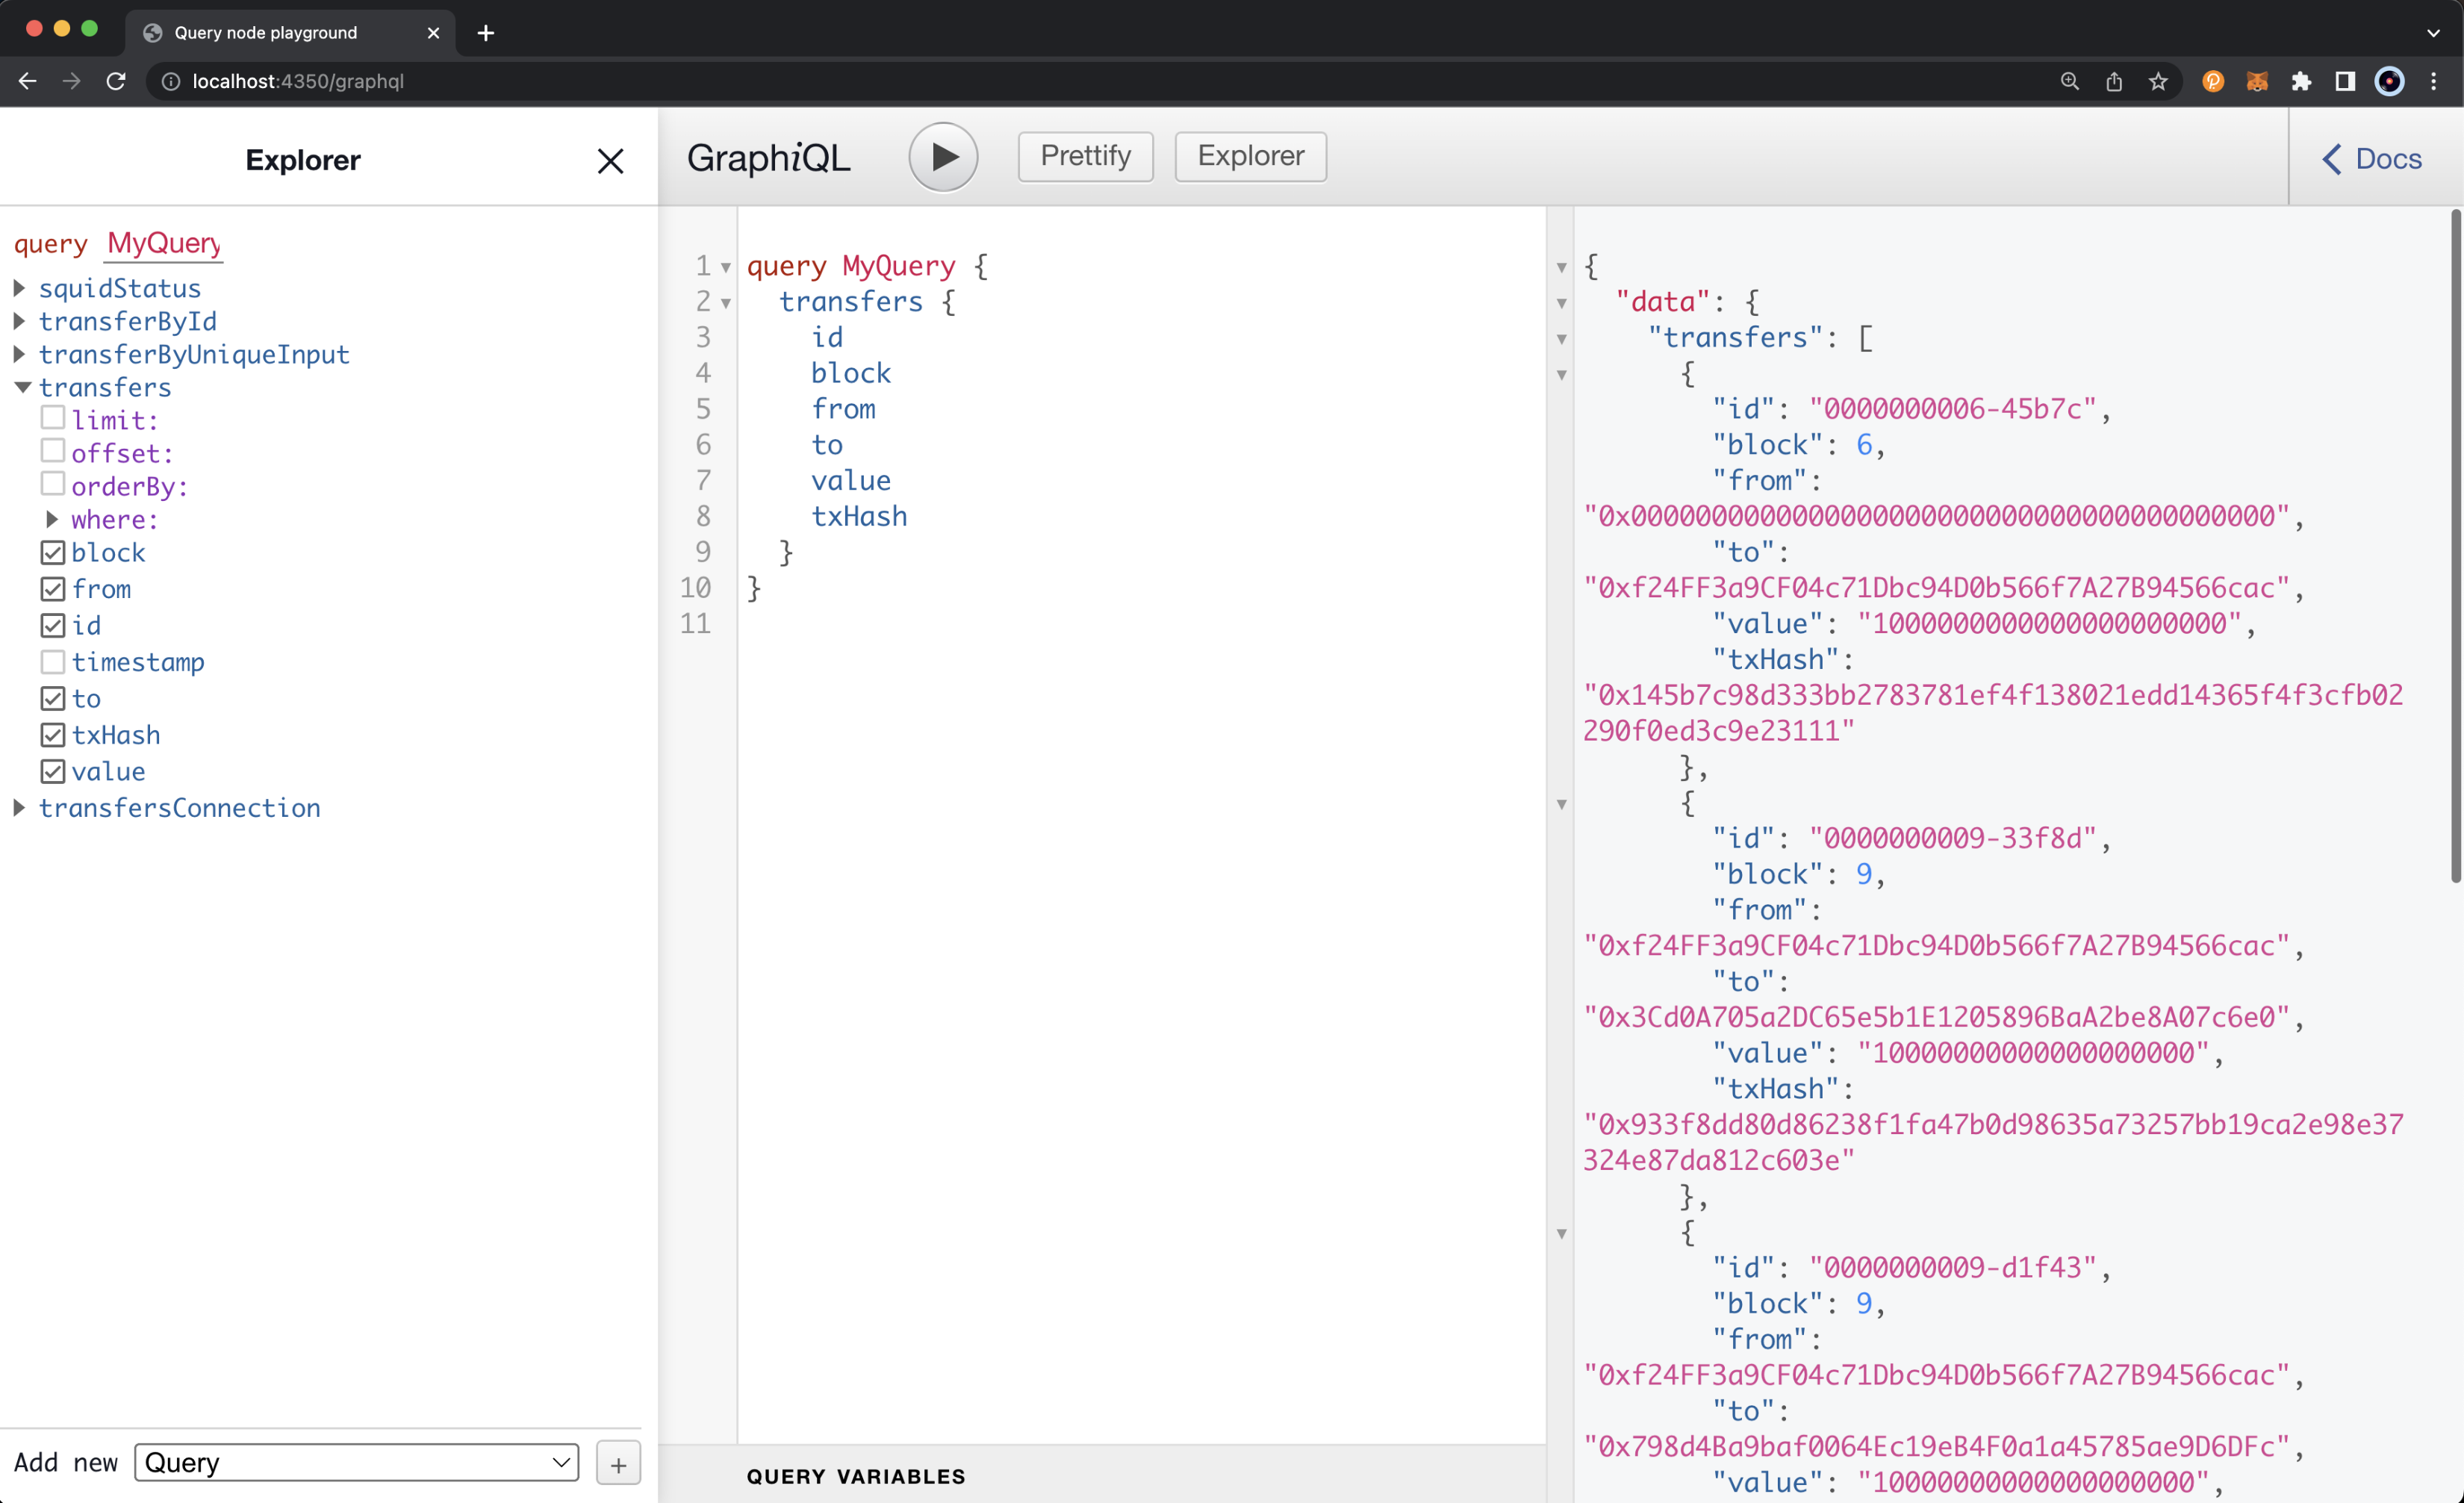 Query node playground
localhost:4350/graphql
Explorer
GraphiQL
Prettify
Explorer
Docs
query MyQuery
squidStatus
transferById
transferByUniqueInput
transfers
limit:
offset:
orderBy:
where:
block
from
id
timestamp
to
txHash
value
transfersConnection
Add new Query +
1 query MyQuery {
2 transfers {
3 id
4 block
5 from
6 to
7 value
8 txHash
9 }
10 }
11
QUERY VARIABLES
{
"data": {
"transfers": [
{
"id": "0000000006-45b7c",
"block": 6,
"from":
"0x0000000000000000000000000000000000000000",
"to":
"0xf24FF3a9CF04c71Dbc94D0b566f7A27B94566cac",
"value": "1000000000000000000000",
"txHash":
"0x145b7c98d333bb2783781ef4f138021edd14365f4f3cfb02
290f0ed3c9e23111"
},
{
"id": "0000000009-33f8d",
"block": 9,
"from":
"0xf24FF3a9CF04c71Dbc94D0b566f7A27B94566cac",
"to":
"0x3Cd0A705a2DC65e5b1E1205896BaA2be8A07c6e0",
"value": "10000000000000000000",
"txHash":
"0x933f8dd80d86238f1fa47b0d98635a73257bb19ca2e98e37
324e87da812c603e"
},
{
"id": "0000000009-d1f43",
"block": 9,
"from":
"0xf24FF3a9CF04c71Dbc94D0b566f7A27B94566cac",
"to":
"0x798d4Ba9baf0064Ec19eB4F0a1a45785ae9D6DFc",
"value": "10000000000000000000",